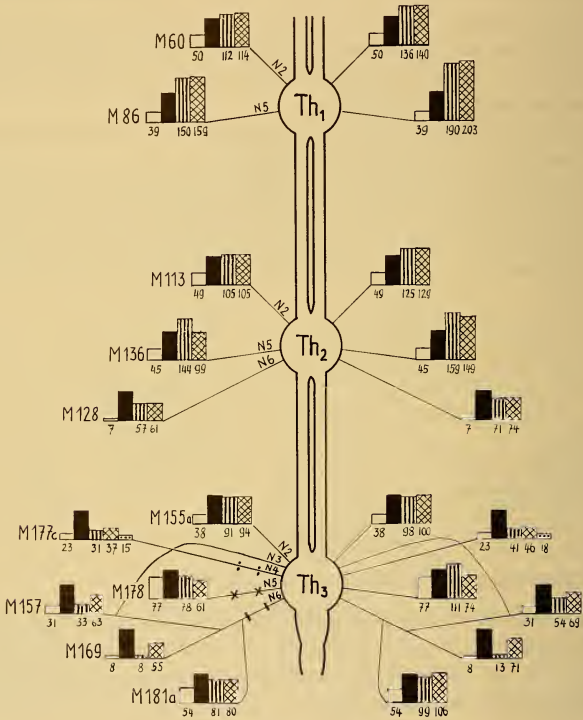 M60
50 112 114
50 136 140
N2
M86
39 150 159
39 190 203
N5
Th1
M113
49 105 105
49 125 129
N2
M136
45 144 99
45 159 149
N5
Th2
N6
M128
7 57 61
7 71 74
M155a
38 91 94
38 98 100
M177c
23 31 37 15
23 41 46 18
N2
N3
N4
M178
77 78 61
77 111 74
N5
N6
Th3
M157
31 33 63
31 54 69
M169
8 8 55
8 13 71
M181a
54 81 80
54 99 106